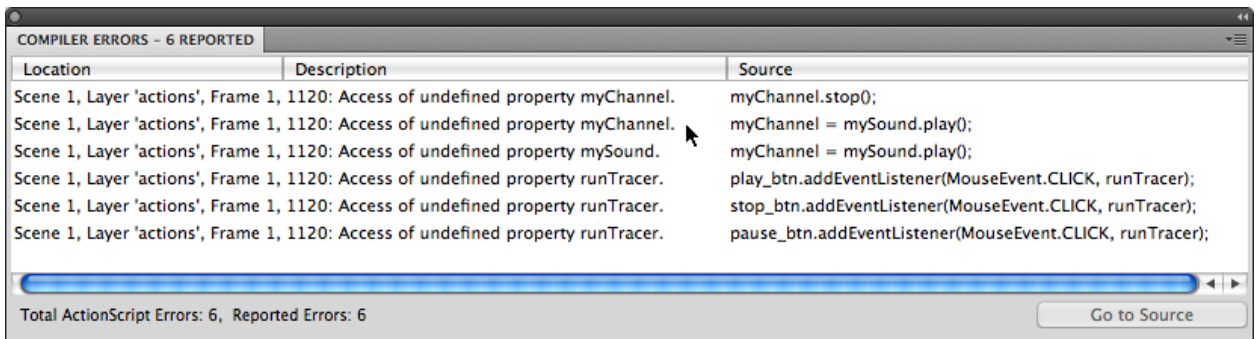 COMPILER ERRORS – 6 REPORTED
Location Description Source
Scene 1, Layer 'actions', Frame 1, 1120: Access of undefined property myChannel. myChannel.stop();
Scene 1, Layer 'actions', Frame 1, 1120: Access of undefined property myChannel. myChannel = mySound.play();
Scene 1, Layer 'actions', Frame 1, 1120: Access of undefined property mySound. myChannel = mySound.play();
Scene 1, Layer 'actions', Frame 1, 1120: Access of undefined property runTracer. play_btn.addEventListener(MouseEvent.CLICK, runTracer);
Scene 1, Layer 'actions', Frame 1, 1120: Access of undefined property runTracer. stop_btn.addEventListener(MouseEvent.CLICK, runTracer);
Scene 1, Layer 'actions', Frame 1, 1120: Access of undefined property runTracer. pause_btn.addEventListener(MouseEvent.CLICK, runTracer);
Total ActionScript Errors: 6, Reported Errors: 6 Go to Source